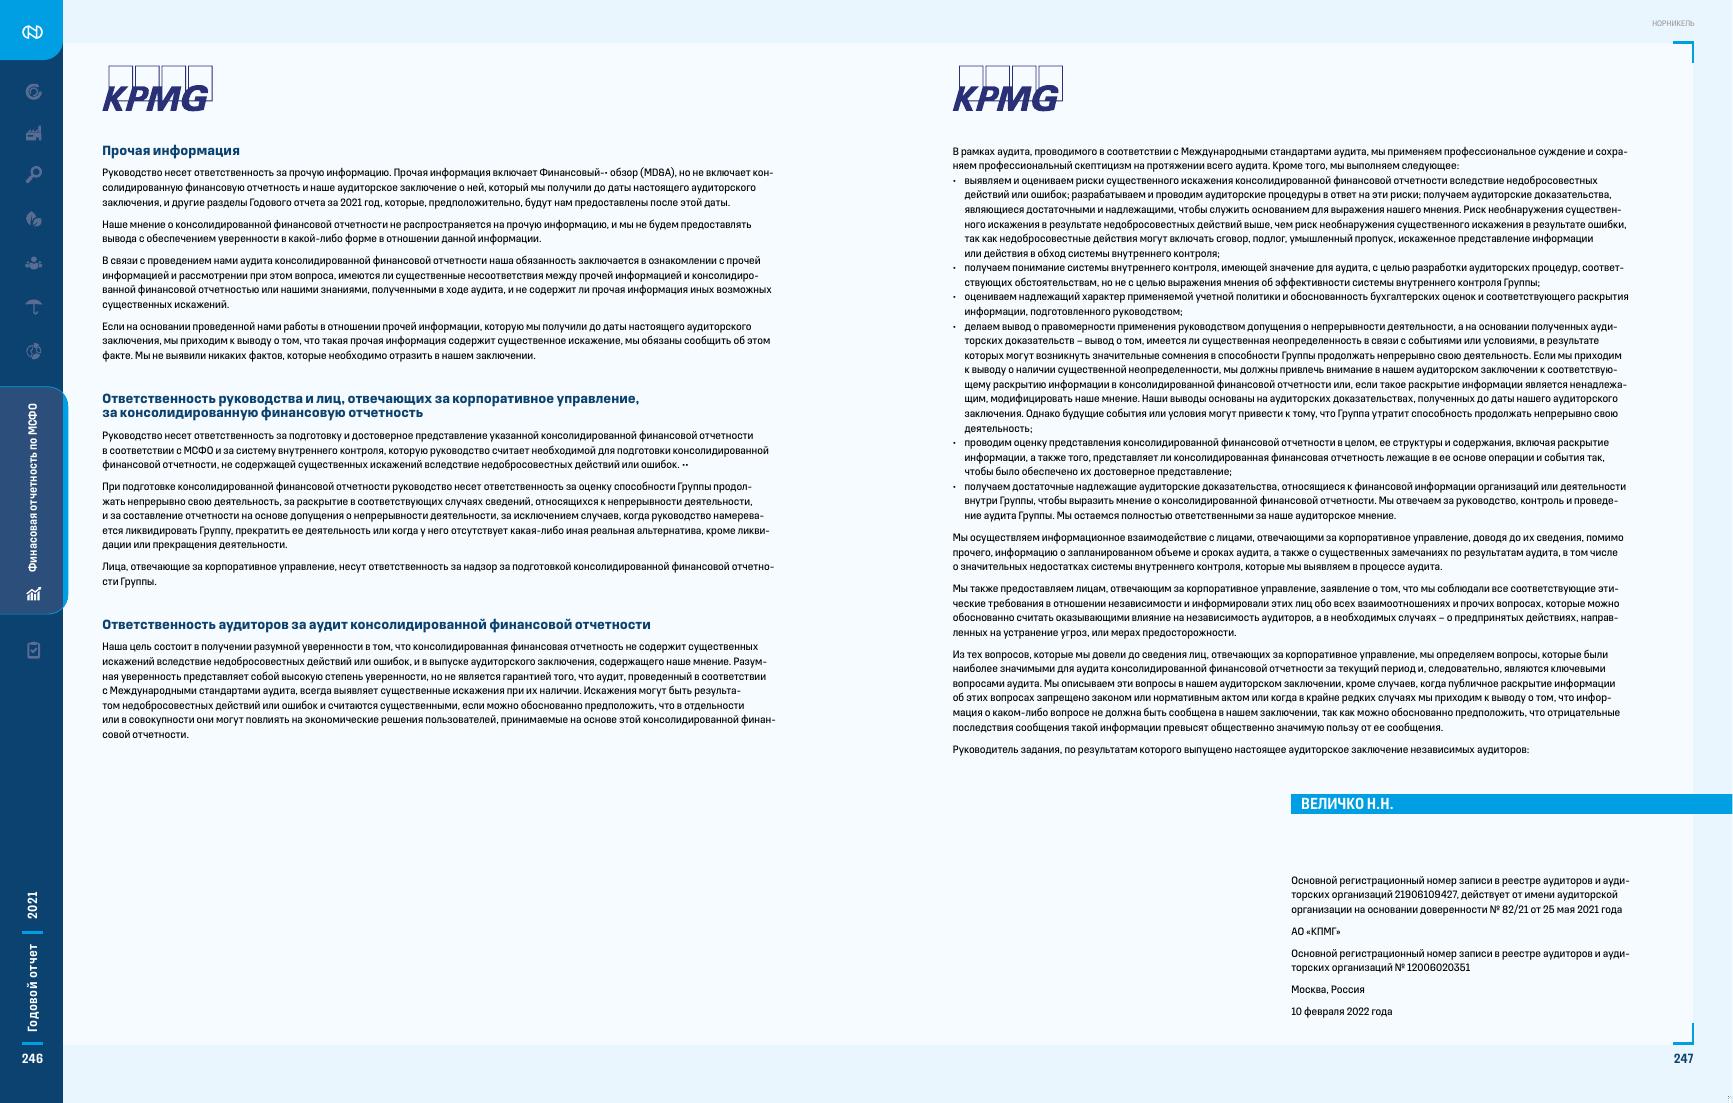 НОРНИКЕЛЬ
KPMG
Прочая информация
Руководство несет ответственность за прочую информацию. Прочая информация включает Финансовый-• обзор (MD&A), но не включает кон-
солидированную финансовую отчетность и наше аудиторское заключение о ней, который мы получили до даты настоящего аудиторского
заключения, и другие разделы Годового отчета за 2021 год, которые, предположительно, будут нам предоставлены после этой даты.
Наше мнение о консолидированной финансовой отчетности не распространяется на прочую информацию, и мы не будем предоставлять
вывода с обеспечением уверенности в какой-либо форме в отношении данной информации.
В связи с проведением нами аудита консолидированной финансовой отчетности наша обязанность заключается в ознакомлении с прочей
информацией и рассмотрении при этом вопроса, имеются ли существенные несоответствия между прочей информацией и консолидиро-
ванной финансовой отчетностью или нашими знаниями, полученными в ходе аудита, и не содержит ли прочая информация иных возможных
существенных искажений.
Если на основании проведенной нами работы в отношении прочей информации, которую мы получили до даты настоящего аудиторского
заключения, мы приходим к выводу о том, что такая прочая информация содержит существенное искажение, мы обязаны сообщить об этом
факте. Мы не выявили никаких фактов, которые необходимо отразить в нашем заключении.
Ответственность руководства и лиц, отвечающих за корпоративное управление,
за консолидированную финансовую отчетность
Руководство несет ответственность за подготовку и достоверное представление указанной консолидированной финансовой отчетности
в соответствии с МСФО и за систему внутреннего контроля, которую руководство считает необходимой для подготовки консолидированной
финансовой отчетности, не содержащей существенных искажений вследствие недобросовестных действий или ошибок. ••
При подготовке консолидированной финансовой отчетности руководство несет ответственность за оценку способности Группы продол-
жать непрерывно свою деятельность, за раскрытие в соответствующих случаях сведений, относящихся к непрерывности деятельности,
и за составление отчетности на основе допущения о непрерывности деятельности, за исключением случаев, когда руководство намерева-
ется ликвидировать Группу, прекратить ее деятельность или когда у него отсутствует какая-либо иная реальная альтернатива, кроме ликви-
дации или прекращения деятельности.
Лица, отвечающие за корпоративное управление, несут ответственность за надзор за подготовкой консолидированной финансовой отчетно-
сти Группы.
Ответственность аудиторов за аудит консолидированной финансовой отчетности
Наша цель состоит в получении разумной уверенности в том, что консолидированная финансовая отчетность не содержит существенных
искажений вследствие недобросовестных действий или ошибок, и в выпуске аудиторского заключения, содержащего наше мнение. Разум-
ная уверенность представляет собой высокую степень уверенности, но не является гарантией того, что аудит, проведенный в соответствии
с Международными стандартами аудита, всегда выявляет существенные искажения при их наличии. Искажения могут быть результа-
том недобросовестных действий или ошибок и считаются существенными, если можно обоснованно предположить, что в отдельности
или в совокупности они могут повлиять на экономические решения пользователей, принимаемые на основе этой консолидированной финан-
совой отчетности.
KPMG
В рамках аудита, проводимого в соответствии с Международными стандартами аудита, мы применяем профессиональное суждение и сохра-
няем профессиональный скептицизм на протяжении всего аудита. Кроме того, мы выполняем следующее:
• выявляем и оцениваем риски существенного искажения консолидированной финансовой отчетности вследствие недобросовестных
действий или ошибок; разрабатываем и проводим аудиторские процедуры в ответ на эти риски; получаем аудиторские доказательства,
являющиеся достаточными и надлежащими, чтобы служить основанием для выражения нашего мнения. Риск необнаружения существен-
ного искажения в результате недобросовестных действий выше, чем риск необнаружения существенного искажения в результате ошибки,
так как недобросовестные действия могут включать сговор, подлог, умышленный пропуск, искаженное представление информации
или действия в обход системы внутреннего контроля;
• получаем понимание системы внутреннего контроля, имеющей значение для аудита, с целью разработки аудиторских процедур, соответ-
ствующих обстоятельствам, но не с целью выражения мнения об эффективности системы внутреннего контроля Группы;
• оцениваем надлежащий характер применяемой учетной политики и обоснованность бухгалтерских оценок и соответствующего раскрытия
информации, подготовленного руководством;
• делаем вывод о правомерности применения руководством допущения о непрерывности деятельности, а на основании полученных ауди-
торских доказательств – вывод о том, имеется ли существенная неопределенность в связи с событиями или условиями, в результате
которых могут возникнуть значительные сомнения в способности Группы продолжать непрерывно свою деятельность. Если мы приходим
к выводу о наличии существенной неопределенности, мы должны привлечь внимание в нашем аудиторском заключении к соответствую-
щему раскрытию информации в консолидированной финансовой отчетности или, если такое раскрытие информации является ненадлежа-
щим, модифицировать наше мнение. Наши выводы основаны на аудиторских доказательствах, полученных до даты нашего аудиторского
заключения. Однако будущие события или условия могут привести к тому, что Группа утратит способность продолжать непрерывно свою
деятельность;
• проводим оценку представления консолидированной финансовой отчетности в целом, ее структуры и содержания, включая раскрытие
информации, а также того, представляет ли консолидированная финансовая отчетность лежащие в ее основе операции и события так,
чтобы было обеспечено их достоверное представление;
• получаем достаточные надлежащие аудиторские доказательства, относящиеся к финансовой информации организаций или деятельности
внутри Группы, чтобы выразить мнение о консолидированной финансовой отчетности. Мы отвечаем за руководство, контроль и проведе-
ние аудита Группы. Мы остаемся полностью ответственными за наше аудиторское мнение.
Мы осуществляем информационное взаимодействие с лицами, отвечающими за корпоративное управление, доводя до их сведения, помимо
прочего, информацию о запланированном объеме и сроках аудита, а также о существенных замечаниях по результатам аудита, в том числе
о значительных недостатках системы внутреннего контроля, которые мы выявляем в процессе аудита.
Мы также предоставляем лицам, отвечающим за корпоративное управление, заявление о том, что мы соблюдали все соответствующие эти-
ческие требования в отношении независимости и информировали этих лиц обо всех взаимоотношениях и прочих вопросах, которые можно
обоснованно считать оказывающими влияние на независимость аудиторов, а в необходимых случаях – о предпринятых действиях, направ-
ленных на устранение угроз, или мерах предосторожности.
Из тех вопросов, которые мы довели до сведения лиц, отвечающих за корпоративное управление, мы определяем вопросы, которые были
наиболее значимыми для аудита консолидированной финансовой отчетности за текущий период и, следовательно, являются ключевыми
вопросами аудита. Мы описываем эти вопросы в нашем аудиторском заключении, кроме случаев, когда публичное раскрытие информации
об этих вопросах запрещено законом или нормативным актом или когда в крайне редких случаях мы приходим к выводу о том, что инфор-
мация о каком-либо вопросе не должна быть сообщена в нашем заключении, так как можно обоснованно предположить, что отрицательные
последствия сообщения такой информации превысят общественно значимую пользу от ее сообщения.
Руководитель задания, по результатам которого выпущено настоящее аудиторское заключение независимых аудиторов:
ВЕЛИЧКО Н.Н.
Основной регистрационный номер записи в реестре аудиторов и ауди-
торских организаций 21906109427, действует от имени аудиторской
организации на основании доверенности № 82/21 от 25 мая 2021 года
АО «КПМГ»
Основной регистрационный номер записи в реестре аудиторов и ауди-
торских организаций № 12006020351
Москва, Россия
10 февраля 2022 года
Финасовая отчетность по МСФО
Годовой отчет
2021
246
247